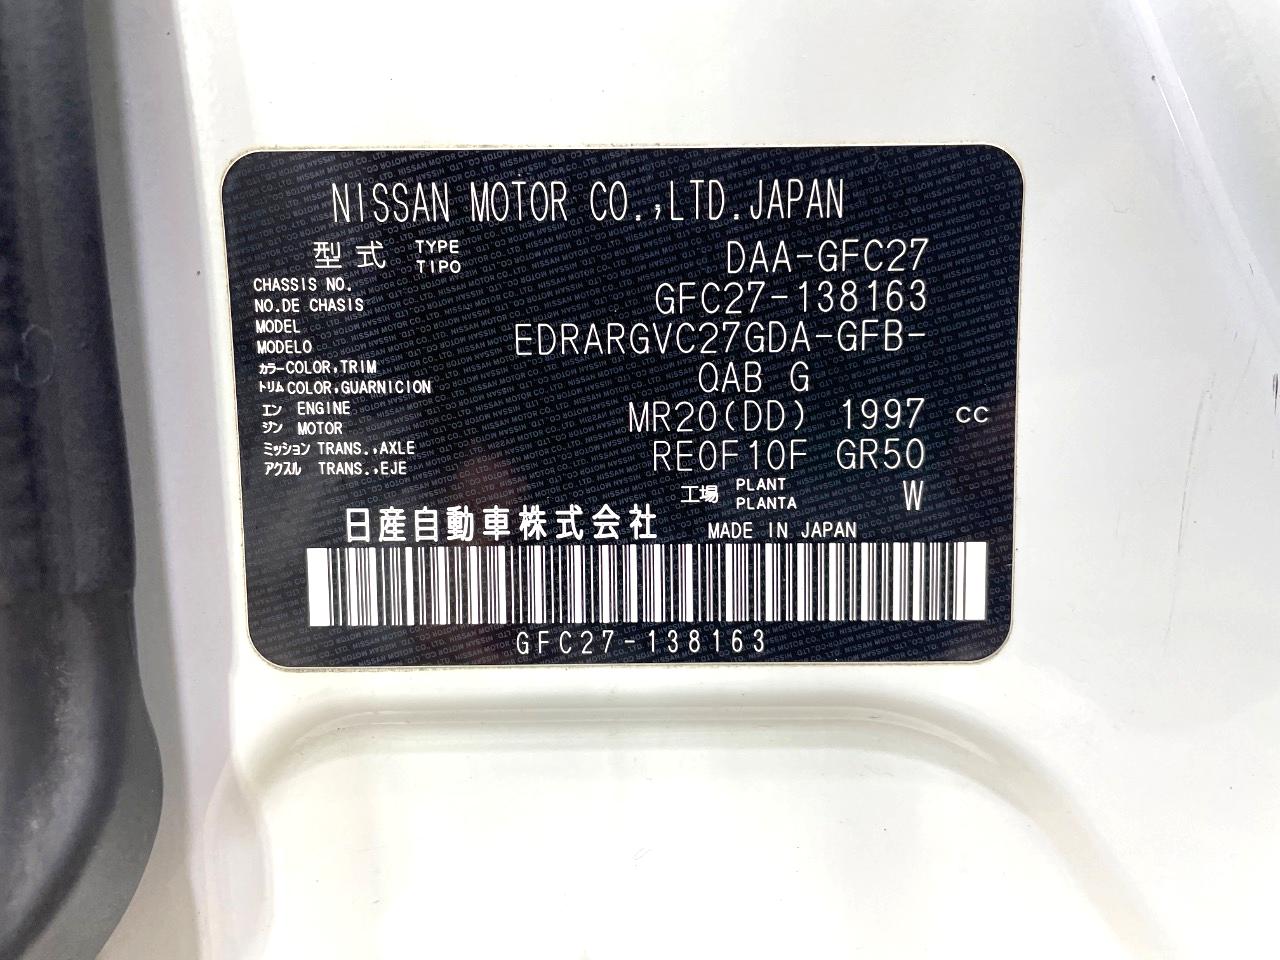 NISSAN MOTOR CO.,LTD.JAPAN
型式 TYPE TIPO DAA-GFC27
CHASSIS NO. NO.DE CHASIS GFC27-138163
MODEL MODELO EDRARGVC27GDA-GFB-
カラー COLOR,TRIM
トリム COLOR,GUARNICION QAB G
エン ENGINE
ジン MOTOR MR20(DD) 1997 cc
ミッション TRANS.,AXLE
アクスル TRANS.,EJE RE0F10F GR50
工場 PLANT PLANTA W
日産自動車株式会社 MADE IN JAPAN
GFC27-138163